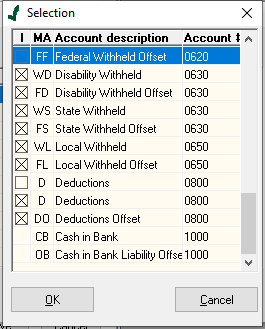 Selection
I MA Account description Account #
FF Federal Withheld Offset 0620
WD Disability Withheld 0630
FD Disability Withheld Offset 0630
WS State Withheld 0630
FS State Withheld Offset 0630
WL Local Withheld 0650
FL Local Withheld Offset 0650
D Deductions 0800
D Deductions 0800
DO Deductions Offset 0800
CB Cash in Bank 1000
OB Cash in Bank Liability Offse 1000
OK Cancel